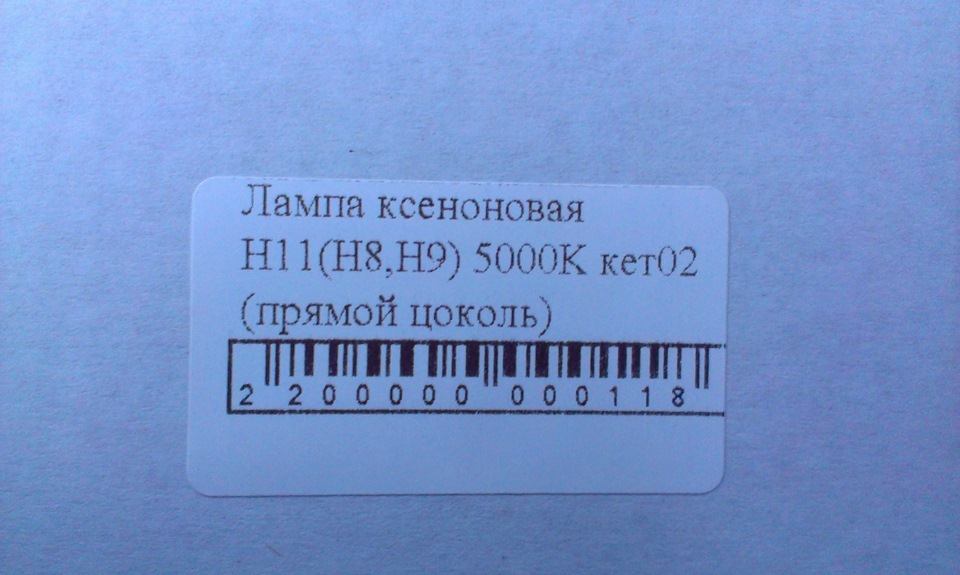 Лампа ксеноновая
H11(H8,H9) 5000K кет02
(прямой цоколь)
2 200000 000118